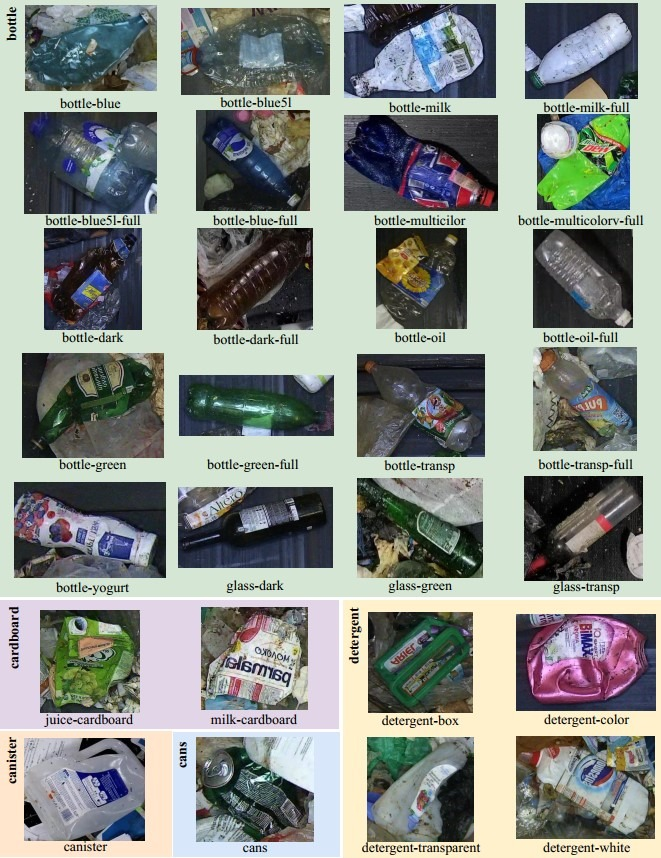 bottle
bottle-blue
bottle-blue5l
bottle-milk
bottle-milk-full
bottle-blue5l-full
bottle-blue-full
bottle-multicilor
bottle-multicolorv-full
bottle-dark
bottle-dark-full
bottle-oil
bottle-oil-full
bottle-green
bottle-green-full
bottle-transp
bottle-transp-full
bottle-yogurt
glass-dark
glass-green
glass-transp
cardboard
juice-cardboard
молоко
parmala
milk-cardboard
detergent
detergent-box
BIMAX
detergent-color
canister
canister
cans
cans
detergent-transparent
detergent-white